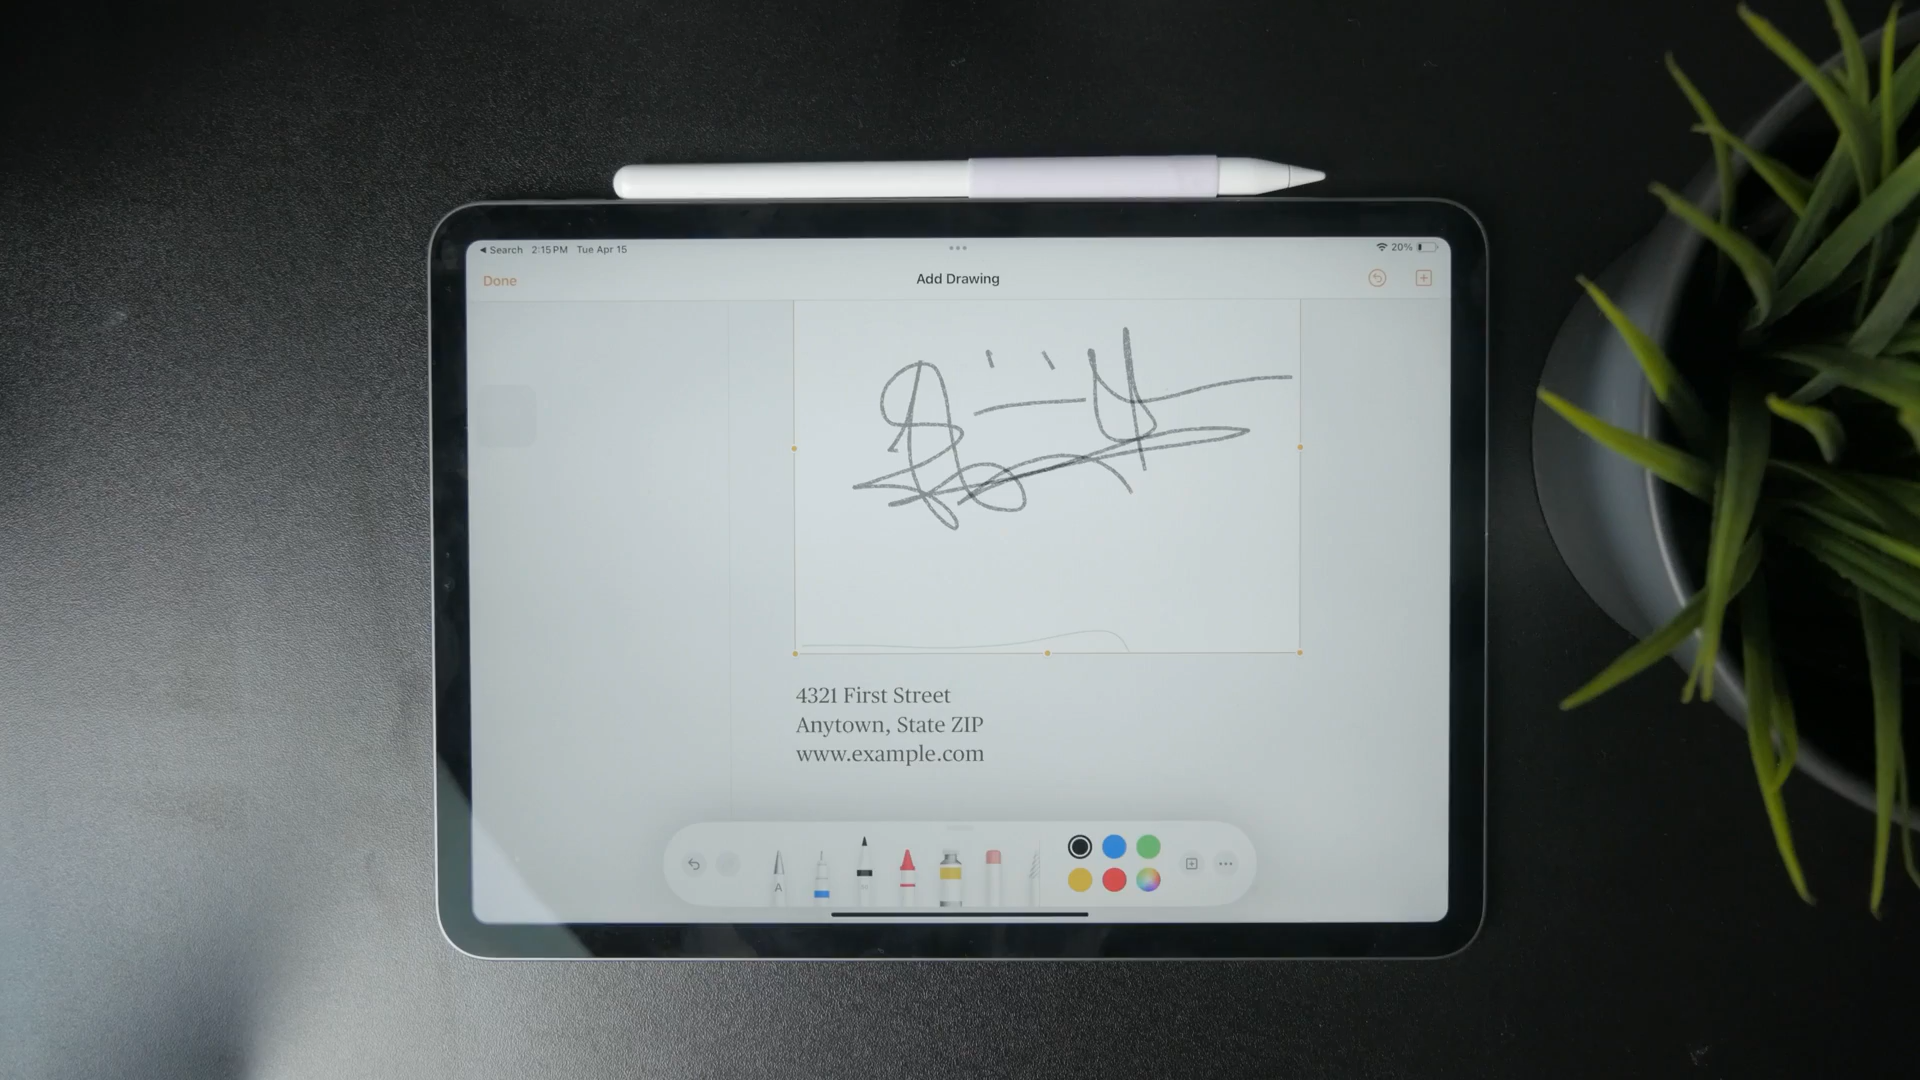 ◀ Search 2:15 PM Tue Apr 15
20%
Done
Add Drawing
4321 First Street
Anytown, State ZIP
www.example.com
A